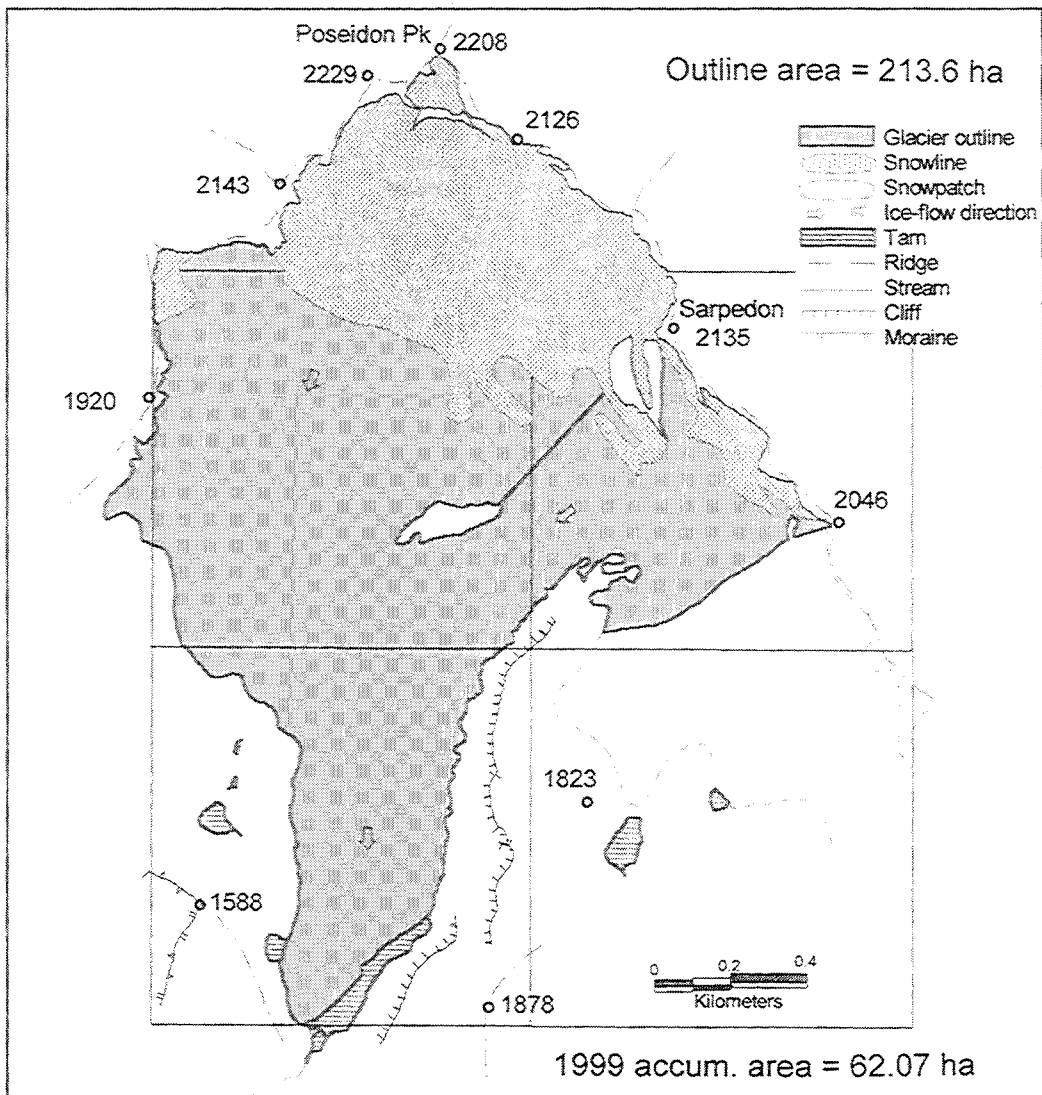 Poseidon Pk
2208
2229
Outline area = 213.6 ha
2126
Glacier outline
Snowline
Snowpatch
Ice-flow direction
Tarn
Ridge
Stream
Cliff
Moraine
2143
Sarpedon
2135
1920
2046
1823
1588
0 0.2 0.4
Kilometers
1878
1999 accum. area = 62.07 ha